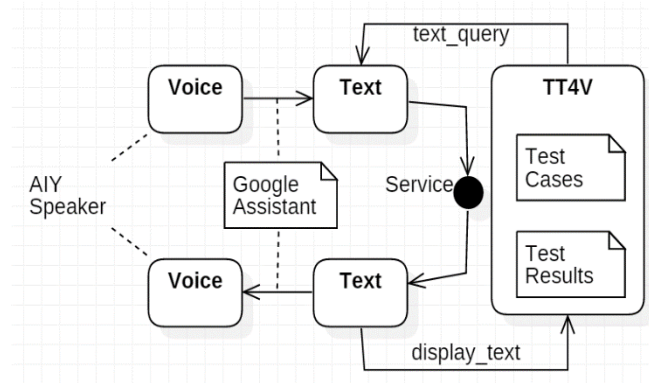 text_query
Voice
Text
TT4V
Test
Cases
AIY
Speaker
Google
Assistant
Service
Test
Results
Voice
Text
display_text